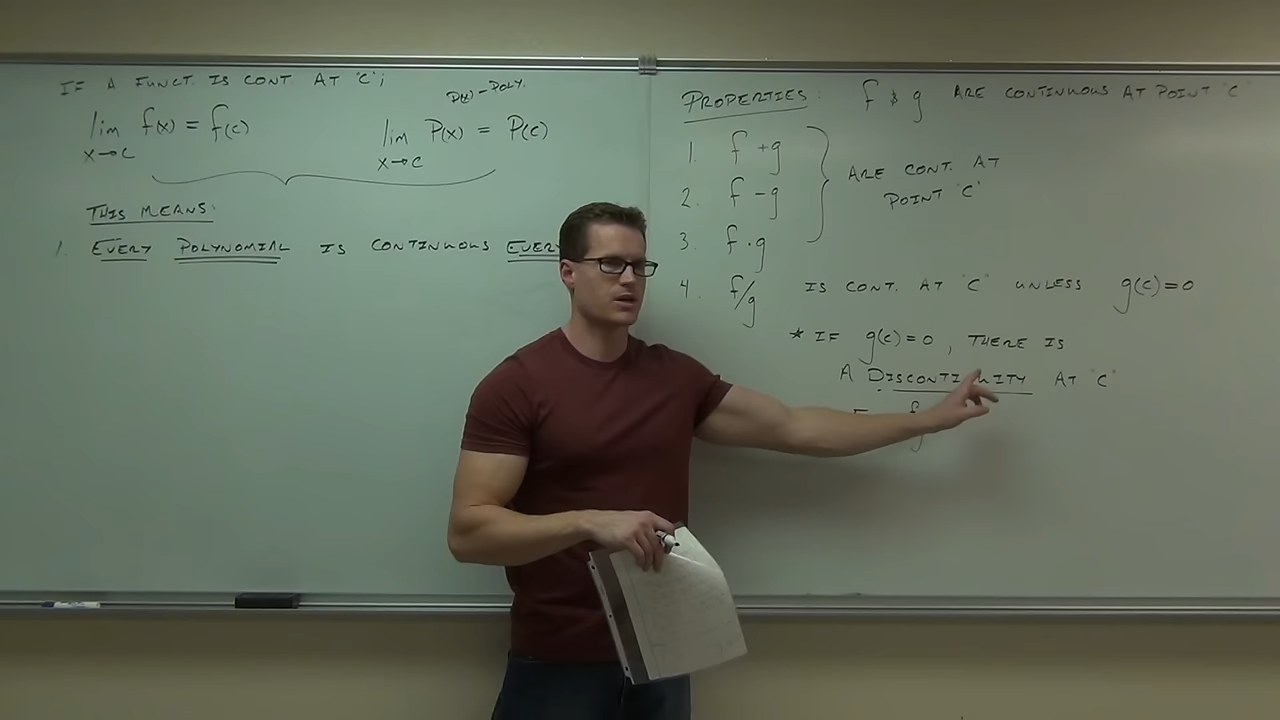 IF A FUNCT. IS CONT AT "C";
lim f(x) = f(c)
x→c
P(x) - POLY.
lim P(x) = P(c)
x→c
THIS MEANS:
1. EVERY POLYNOMIAL IS CONTINUOUS EVERY
PROPERTIES: f & g ARE CONTINUOUS AT POINT "C"
1. f + g
2. f - g
3. f · g
ARE CONT. AT
POINT "C"
4. f/g IS CONT. AT "C" UNLESS g(c) = 0
* IF g(c) = 0, THERE IS
A DISCONTINUITY AT "C"
f